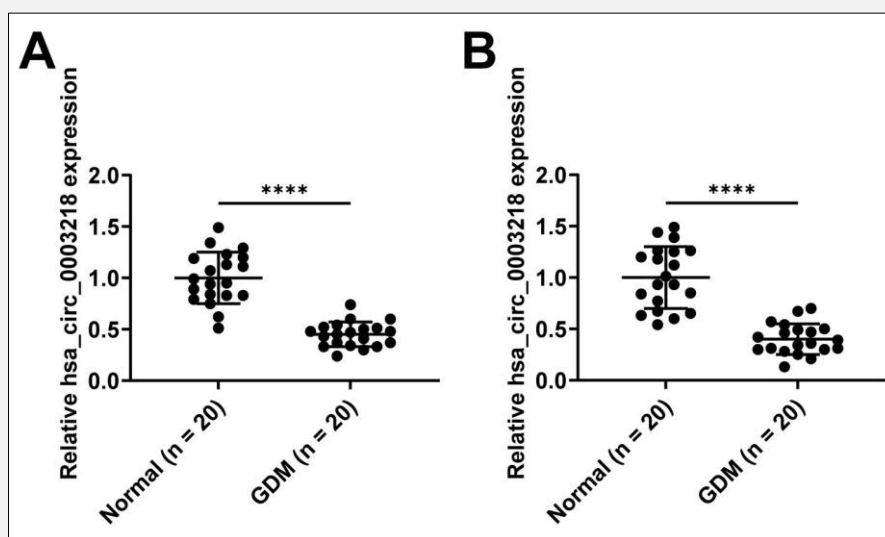 A
Relative hsa_circ_0003218 expression
2.0
1.5
1.0
0.5
0.0
****
Normal (n = 20)
GDM (n = 20)
B
Relative hsa_circ_0003218 expression
2.0
1.5
1.0
0.5
0.0
****
Normal (n = 20)
GDM (n = 20)